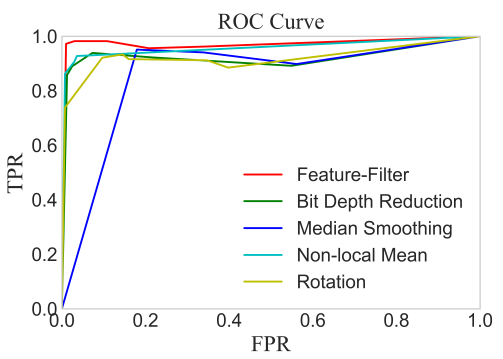 ROC Curve
1.0
0.8
0.6
0.4
0.2
0.0
TPR
Feature-Filter
Bit Depth Reduction
Median Smoothing
Non-local Mean
Rotation
0.0 0.2 0.4 0.6 0.8 1.0
FPR